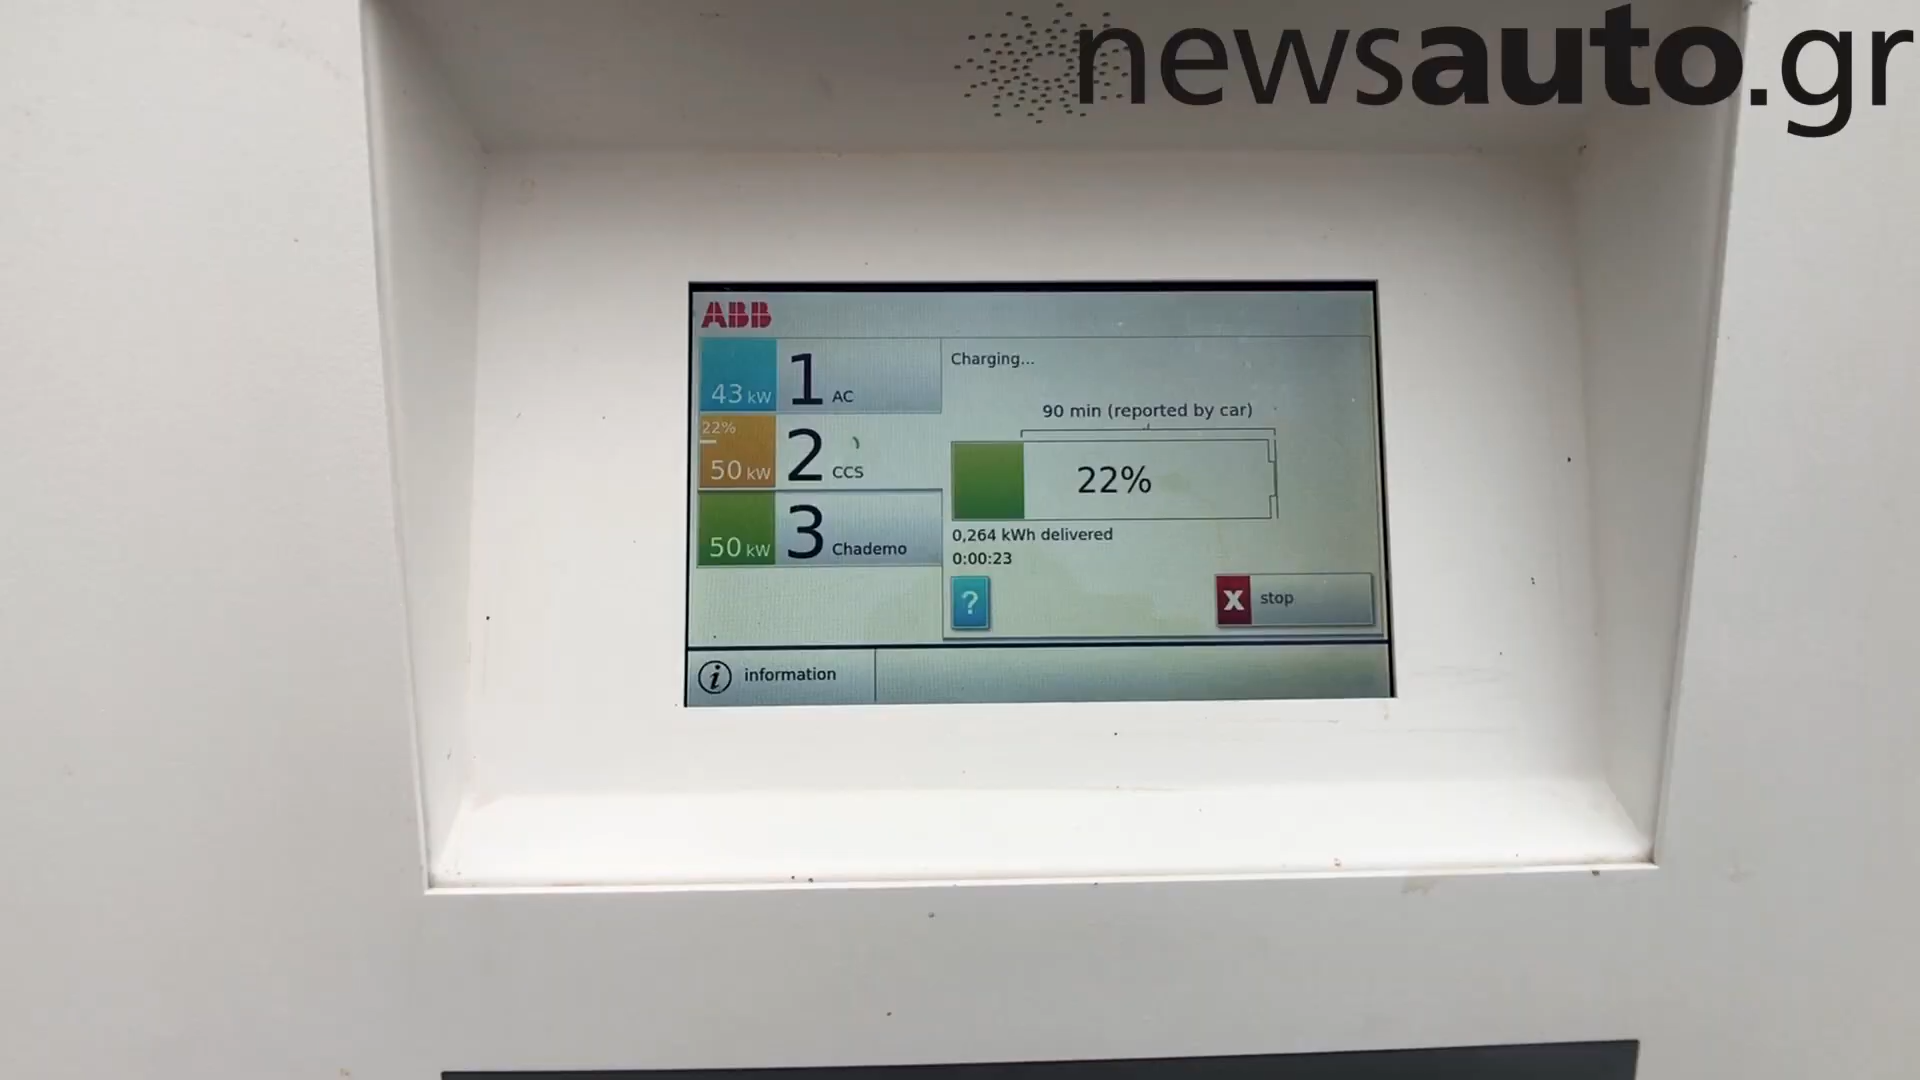 newsauto.gr
ABB
43 kW 1 AC
22%
50 kW 2 CCS
50 kW 3 Chademo
Charging...
90 min (reported by car)
22%
0,264 kWh delivered
0:00:23
?
X stop
i information